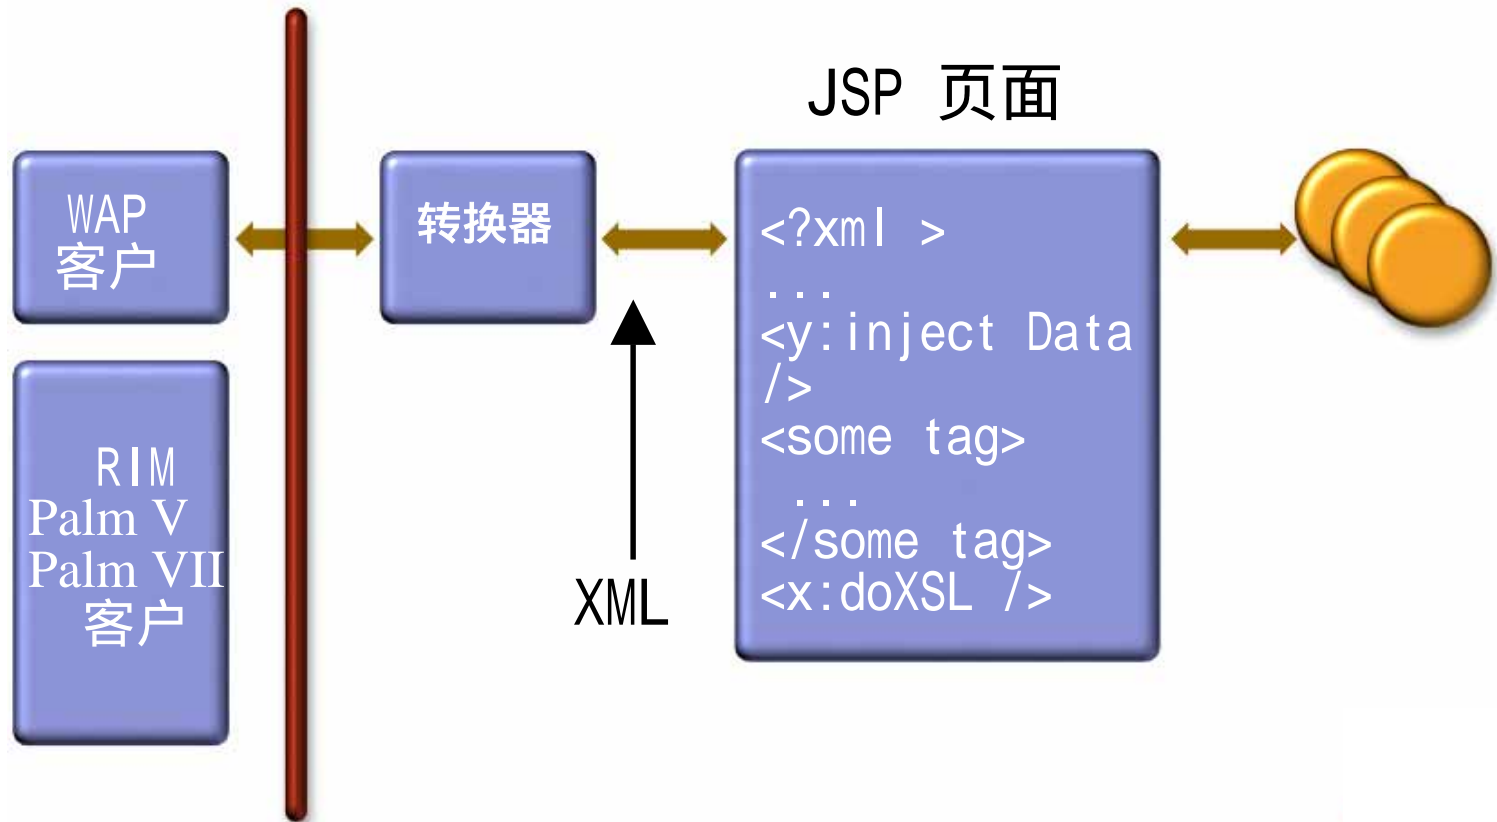 JSP 页面
WAP
客户
转换器
<?xml >
...
<y:inject Data
/>
<some tag>
...
</some tag>
<x:doXSL />
RIM
Palm V
Palm VII
客户
XML